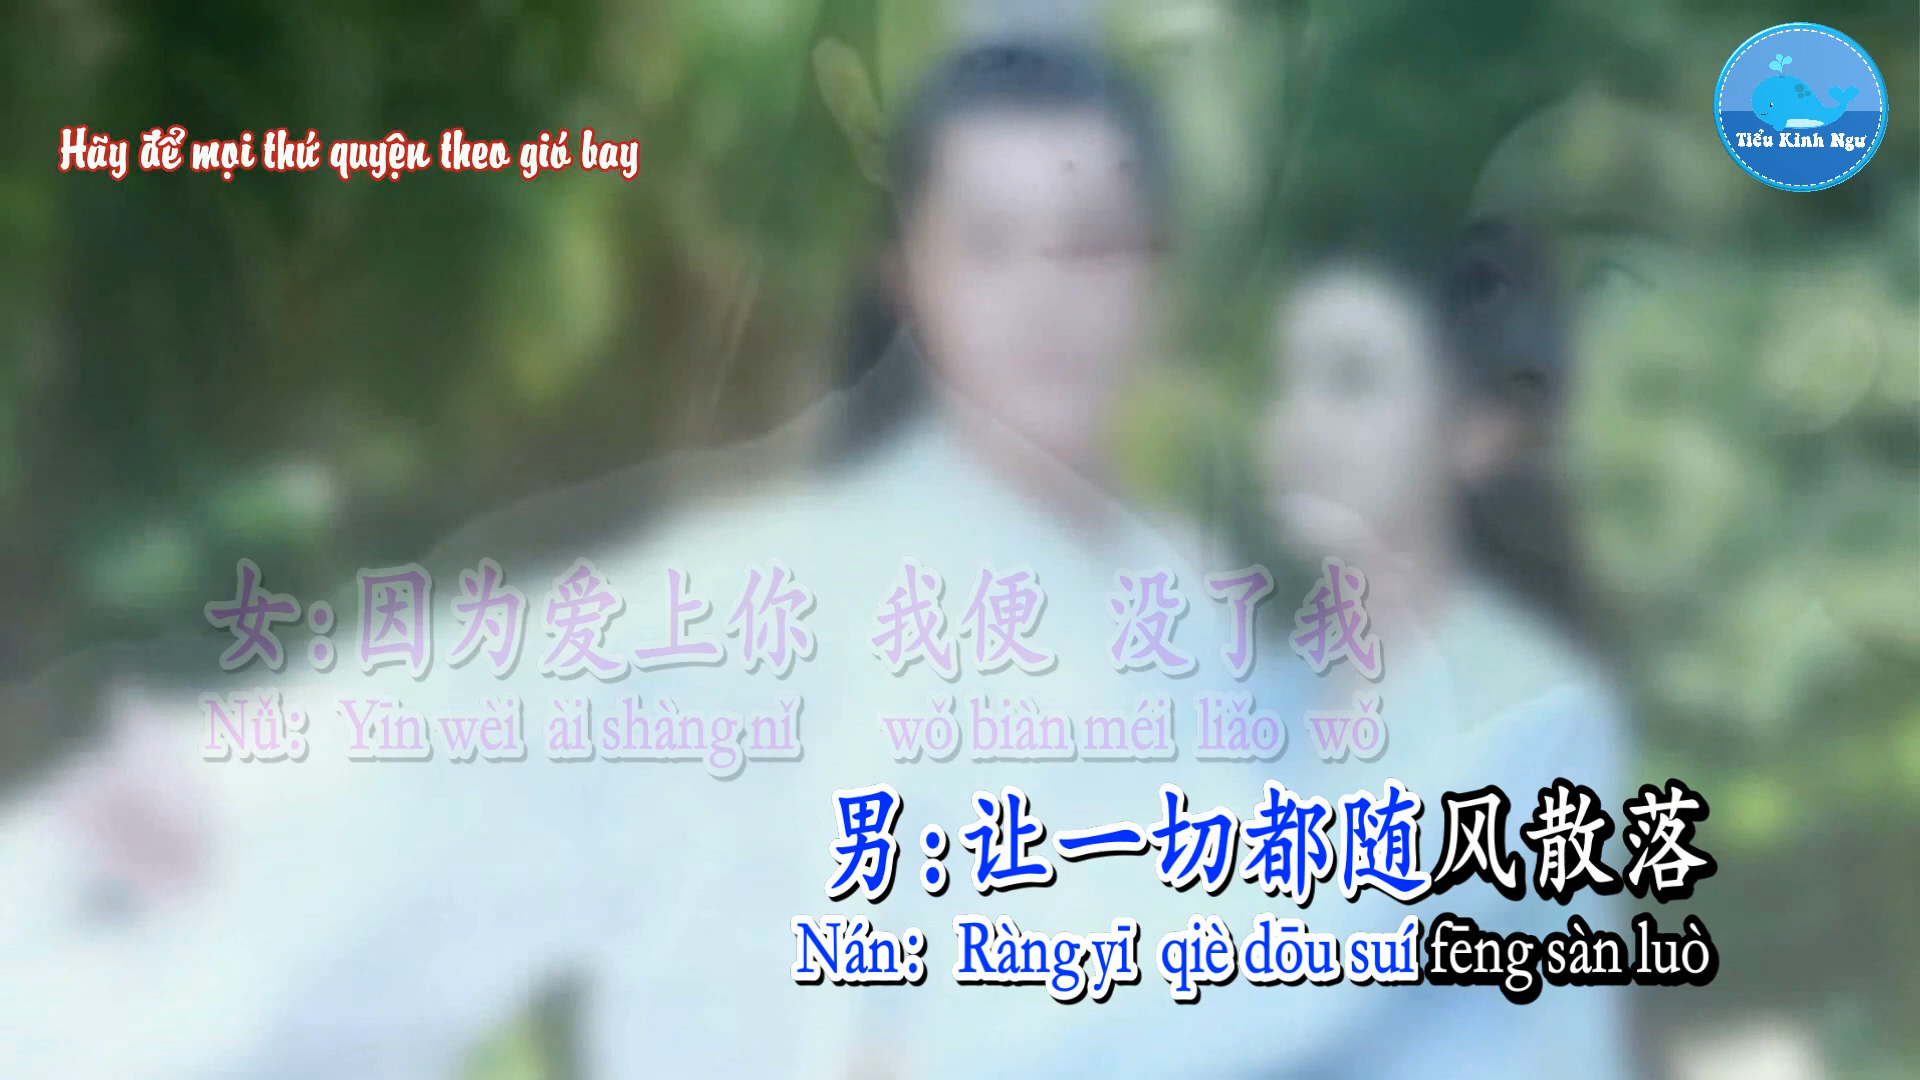 Hãy để mọi thứ quyện theo gió bay
Tiểu Kình Ngư
女:因为爱上你 我便 没了我
Nǚ: Yīn wèi ài shàng nǐ wǒ biàn méi liǎo wǒ
男:让一切都随风散落
Nán: Ràng yī qiè dōu suí fēng sàn luò